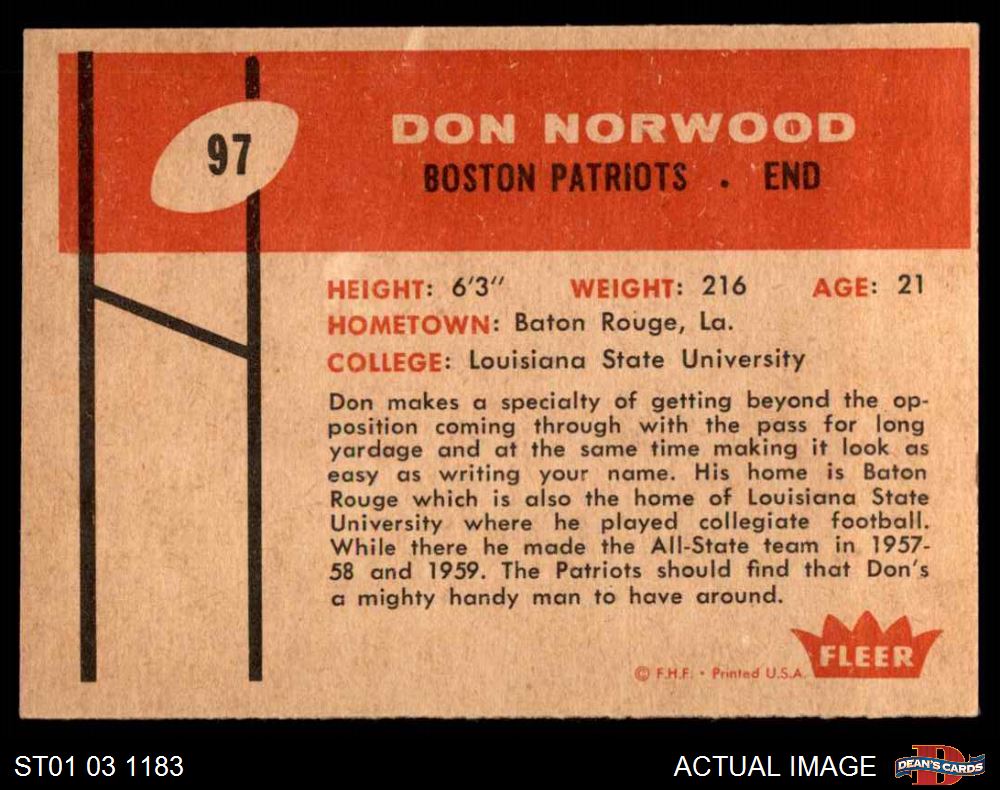 97
DON NORWOOD
BOSTON PATRIOTS . END
HEIGHT: 6'3" WEIGHT: 216 AGE: 21
HOMETOWN: Baton Rouge, La.
COLLEGE: Louisiana State University
Don makes a specialty of getting beyond the op-
position coming through with the pass for long
yardage and at the same time making it look as
easy as writing your name. His home is Baton
Rouge which is also the home of Louisiana State
University where he played collegiate football.
While there he made the All-State team in 1957-
58 and 1959. The Patriots should find that Don's
a mighty handy man to have around.
FLEER
© F.H.F. • Printed U.S.A.
ST01 03 1183
ACTUAL IMAGE
D
DEAN'S CARDS